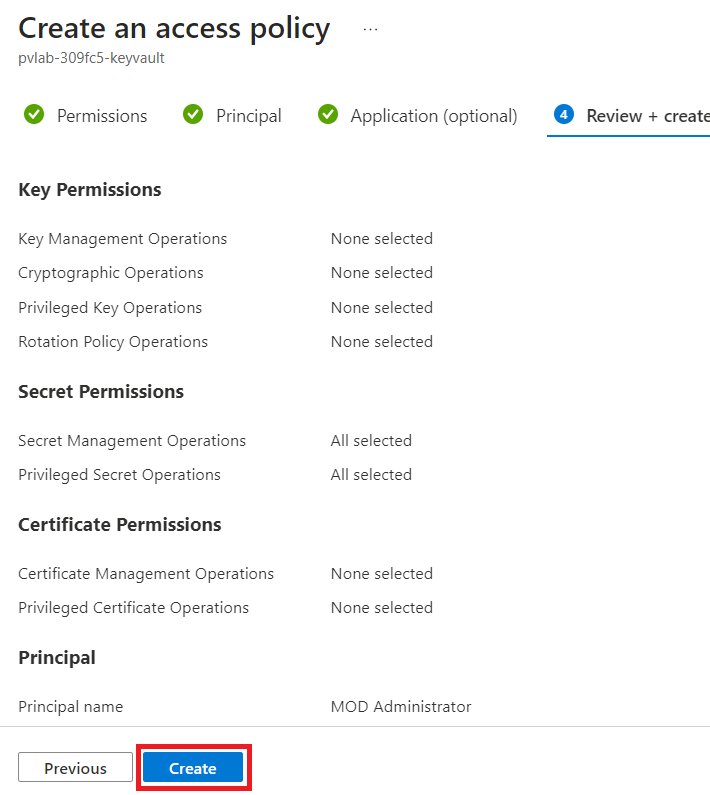 Create an access policy ...
pvlab-309fc5-keyvault
Permissions Principal Application (optional) 4 Review + create
Key Permissions
Key Management Operations None selected
Cryptographic Operations None selected
Privileged Key Operations None selected
Rotation Policy Operations None selected
Secret Permissions
Secret Management Operations All selected
Privileged Secret Operations All selected
Certificate Permissions
Certificate Management Operations None selected
Privileged Certificate Operations None selected
Principal
Principal name MOD Administrator
Previous Create